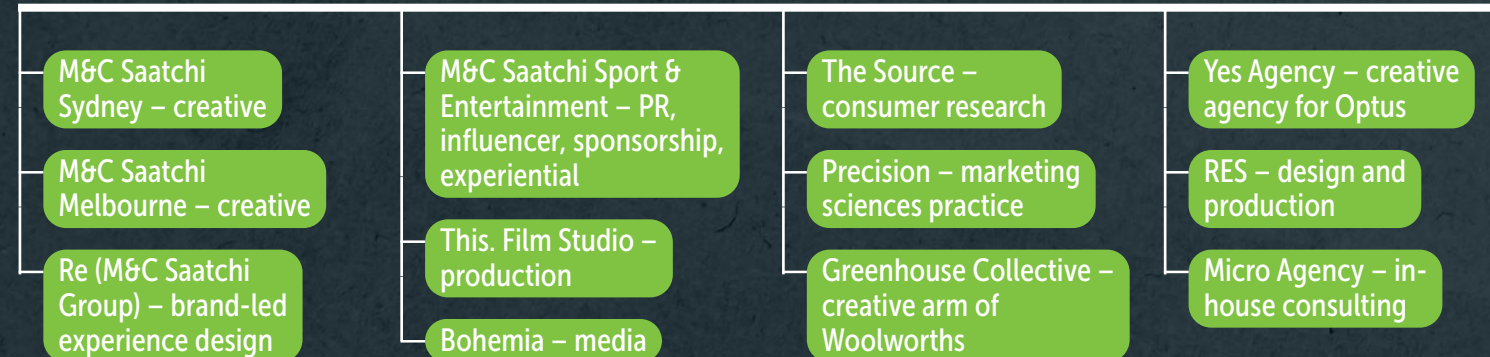 M&C Saatchi
Sydney – creative
M&C Saatchi
Melbourne – creative
Re (M&C Saatchi
Group) – brand-led
experience design
M&C Saatchi Sport &
Entertainment – PR,
influencer, sponsorship,
experiential
This. Film Studio –
production
Bohemia – media
The Source –
consumer research
Precision – marketing
sciences practice
Greenhouse Collective –
creative arm of
Woolworths
Yes Agency – creative
agency for Optus
RES – design and
production
Micro Agency – in-
house consulting